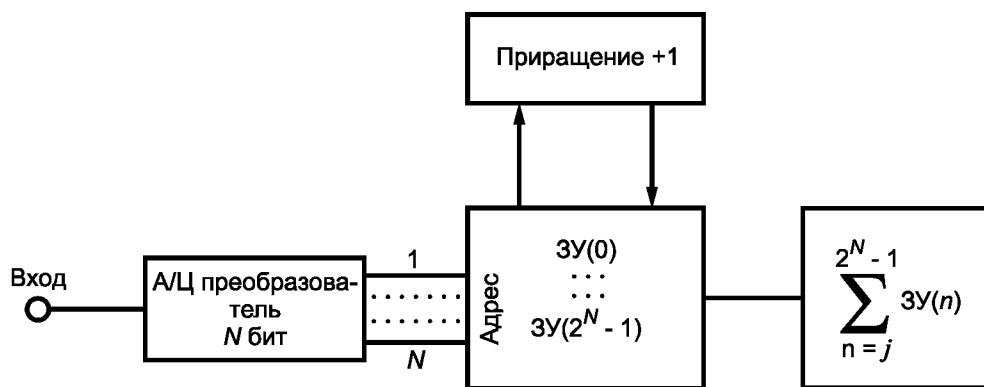 Приращение +1
Вход
А/Ц преобразова-
тель
N бит
1
N
Адрес
ЗУ(0)
ЗУ(2^N - 1)
2^N - 1
∑ ЗУ(n)
n = j